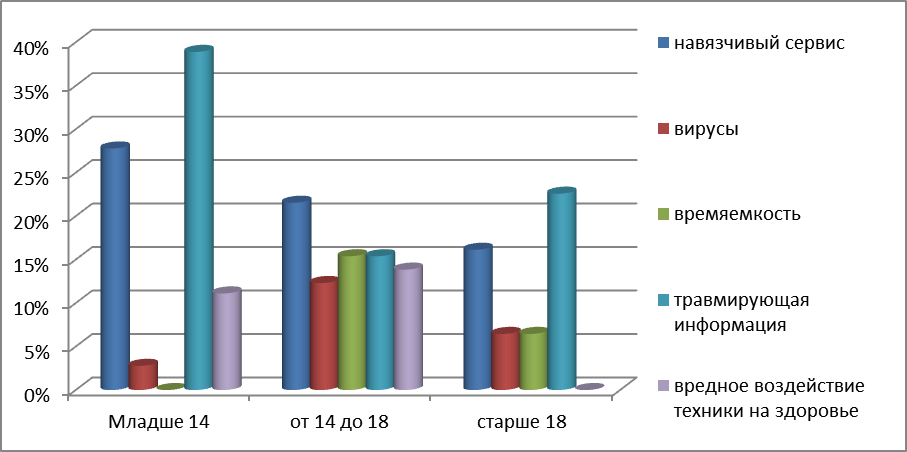 40%
35%
30%
25%
20%
15%
10%
5%
0%
Младше 14
от 14 до 18
старше 18
навязчивый сервис
вирусы
времяемкость
травмирующая
информация
вредное воздействие
техники на здоровье